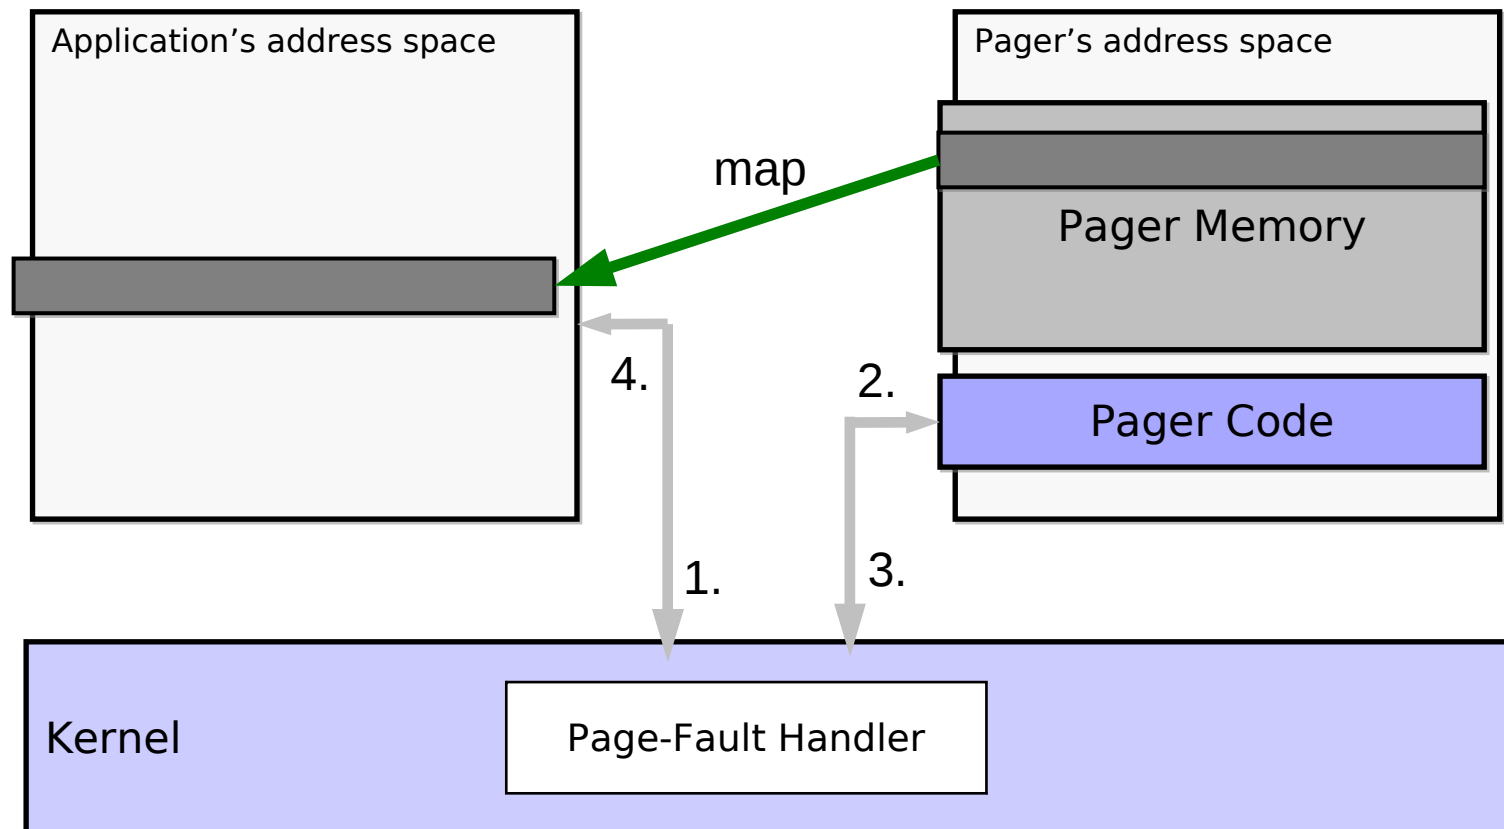 Application’s address space
Pager’s address space
map
Pager Memory
4.
2.
Pager Code
1.
3.
Kernel
Page-Fault Handler